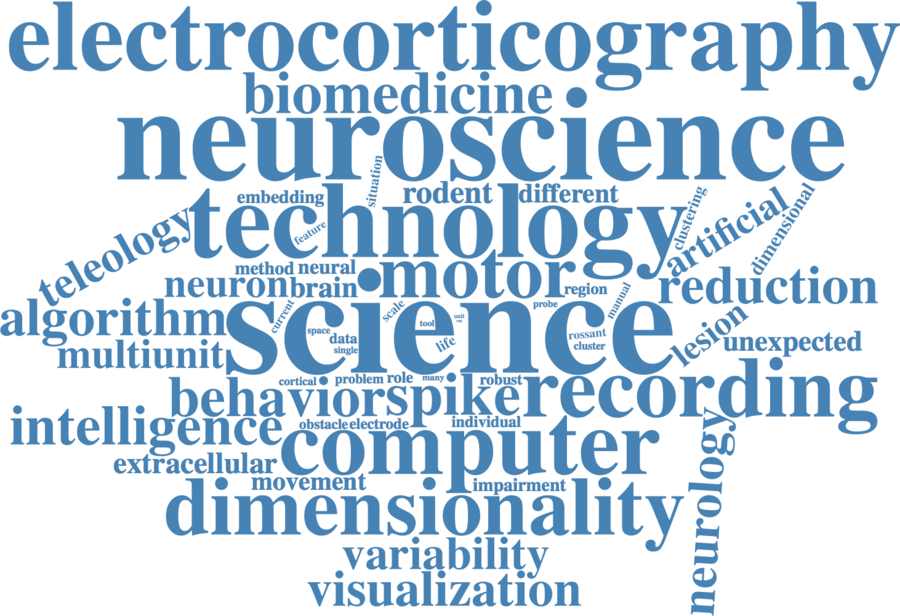 electrocorticography
biomedicine
neuroscience
situation
embedding
rodent
different
technology
feature
clustering
artificial
dimensional
teleology
method
neural
neuron
brain
motor
region
manual
reduction
current
scale
probe
algorithm
science
space
tool
unit
data
single
life
rossant
cluster
lesion
unexpected
multiunit
cortical
problem
role
many
robust
behavior
spike
recording
intelligence
obstacle
electrode
individual
computer
extracellular
movement
impairment
neurology
dimensionality
variability
visualization